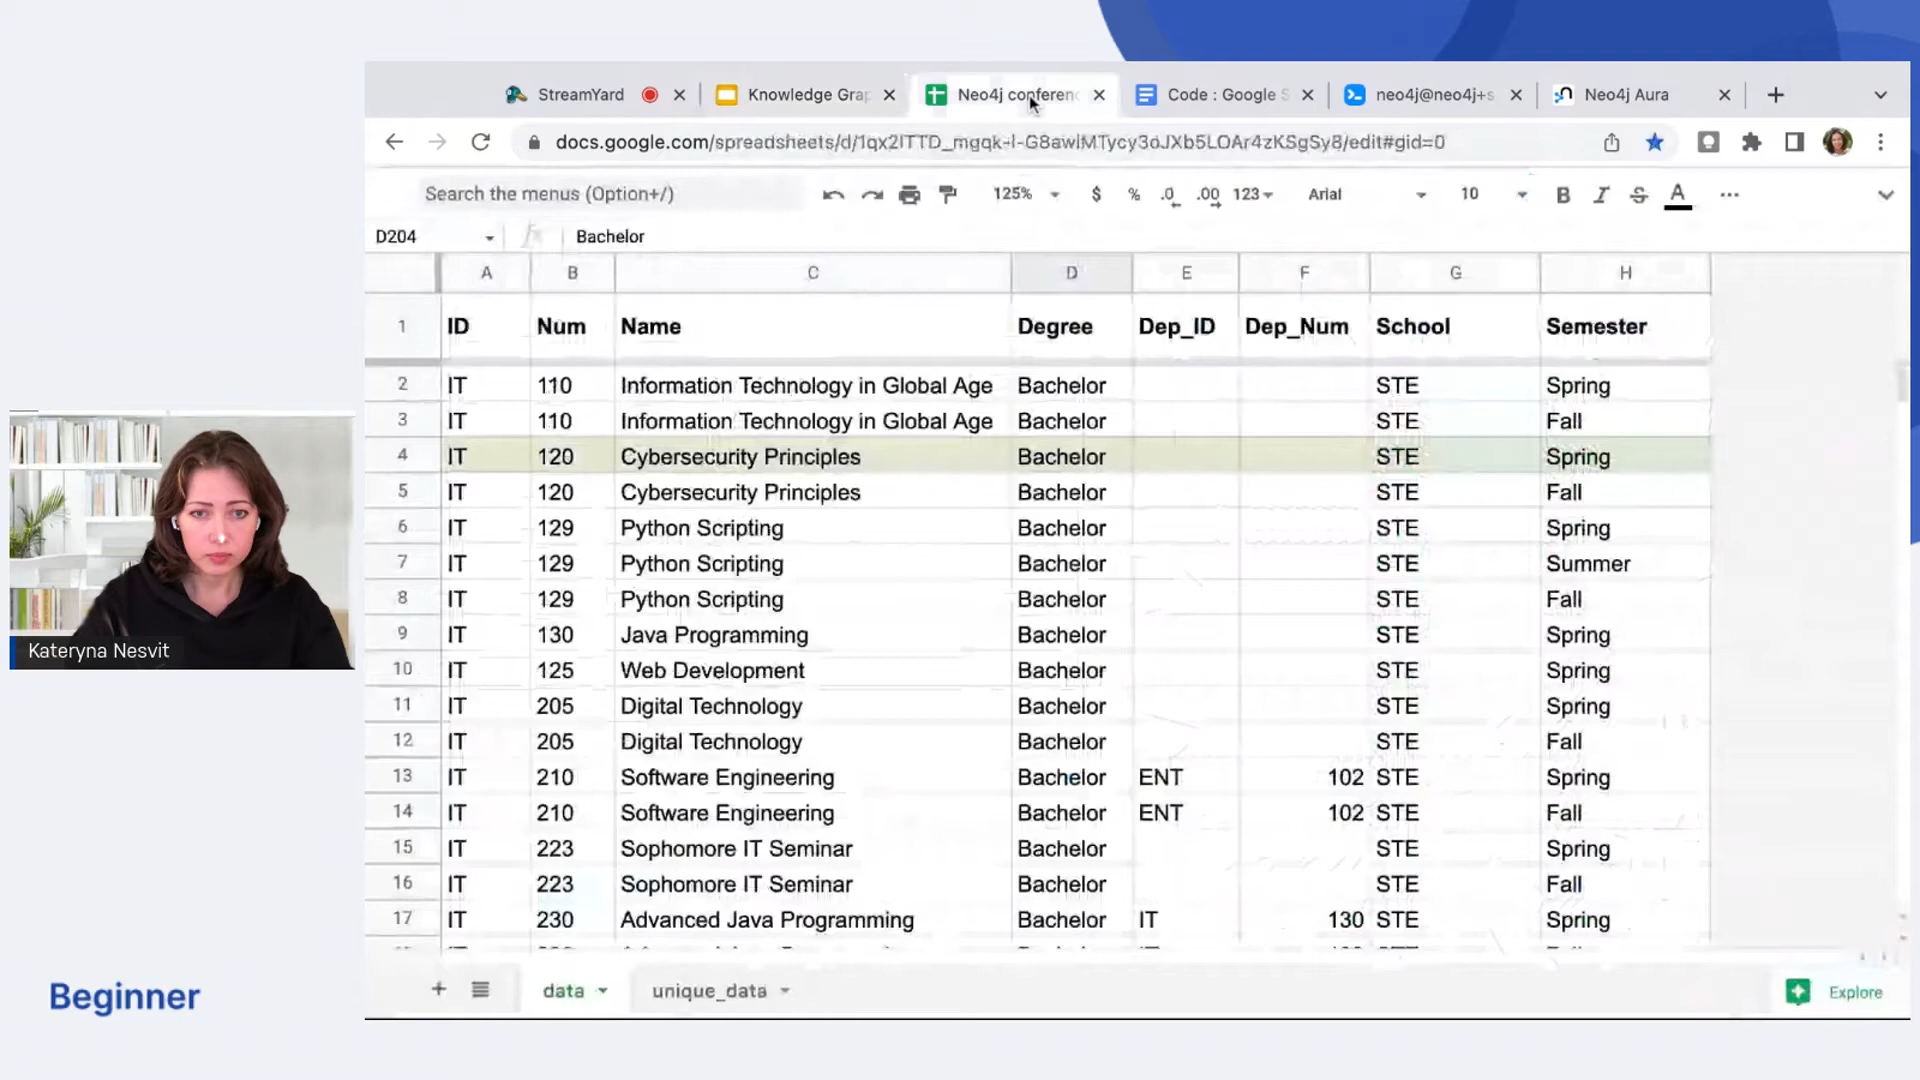 StreamYard
Knowledge Grap
Neo4j conferenc
Code : Google S
neo4j@neo4j+s
Neo4j Aura
docs.google.com/spreadsheets/d/1qx2ITTD_mgqk-I-G8awIMTycy3oJXb5LOAr4zKSgSy8/edit#gid=0
Search the menus (Option+/)
125%
$ % .0 .00 123
Arial
10
B I S A
D204
fx
Bachelor
A B C D E F G H
1 ID Num Name Degree Dep_ID Dep_Num School Semester
2 IT 110 Information Technology in Global Age Bachelor STE Spring
3 IT 110 Information Technology in Global Age Bachelor STE Fall
4 IT 120 Cybersecurity Principles Bachelor STE Spring
5 IT 120 Cybersecurity Principles Bachelor STE Fall
6 IT 129 Python Scripting Bachelor STE Spring
7 IT 129 Python Scripting Bachelor STE Summer
8 IT 129 Python Scripting Bachelor STE Fall
9 IT 130 Java Programming Bachelor STE Spring
10 IT 125 Web Development Bachelor STE Spring
11 IT 205 Digital Technology Bachelor STE Spring
12 IT 205 Digital Technology Bachelor STE Fall
13 IT 210 Software Engineering Bachelor ENT 102 STE Spring
14 IT 210 Software Engineering Bachelor ENT 102 STE Fall
15 IT 223 Sophomore IT Seminar Bachelor STE Spring
16 IT 223 Sophomore IT Seminar Bachelor STE Fall
17 IT 230 Advanced Java Programming Bachelor IT 130 STE Spring
data
unique_data
Explore
Kateryna Nesvit
Beginner